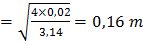 = √(4×0,02 / 3,14) = 0,16 m